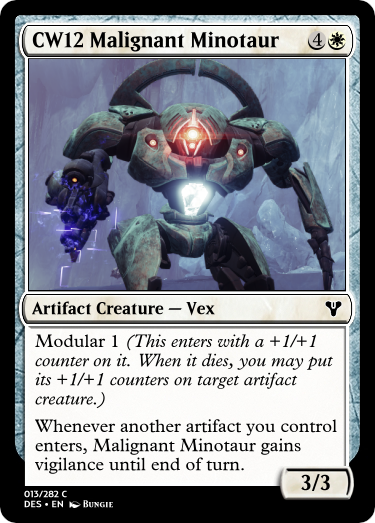 CW12 Malignant Minotaur 4
Artifact Creature — Vex
Modular 1 (This enters with a +1/+1
counter on it. When it dies, you may put
its +1/+1 counters on target artifact
creature.)
Whenever another artifact you control
enters, Malignant Minotaur gains
vigilance until end of turn.
3/3
013/282 C
DES • EN Bungie